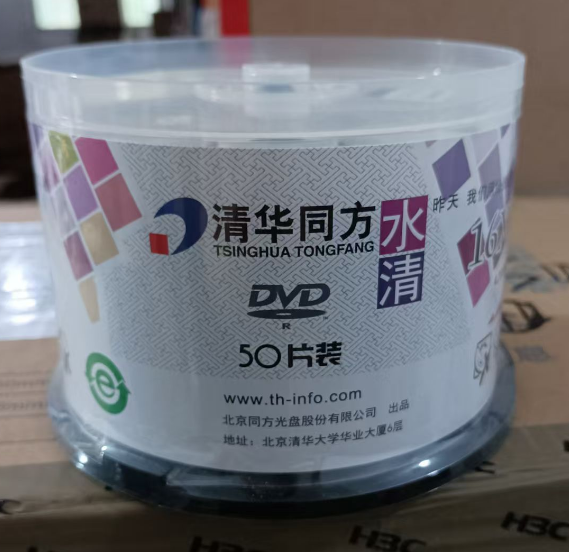 清华同方
TSINGHUA TONGFANG
水清
昨天 我们
DVD
R
50片装
e
www.th-info.com
北京同方光盘股份有限公司 出品
地址：北京清华大学华业大厦6层
H3C
H3C